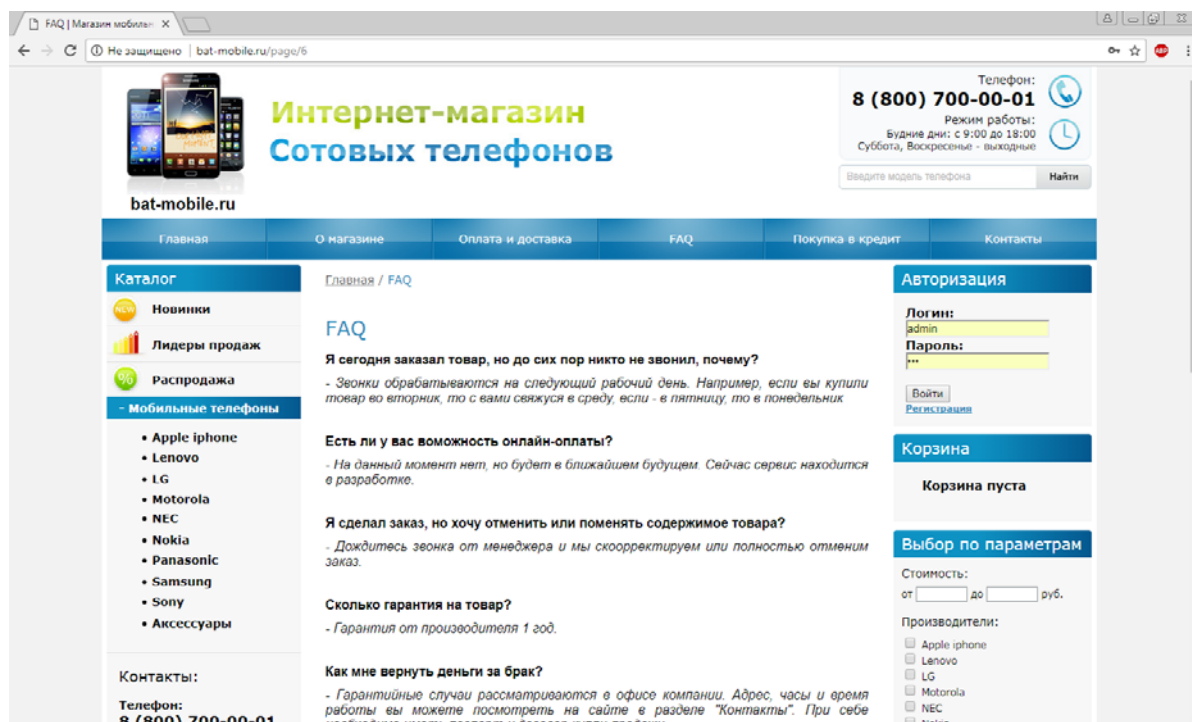 FAQ | Магазин мобильн
Не защищено | bat-mobile.ru/page/6
ABP
bat-mobile.ru
Интернет-магазин
Сотовых телефонов
Телефон:
8 (800) 700-00-01
Режим работы:
Будние дни: с 9:00 до 18:00
Суббота, Воскресенье - выходные
Введите модель телефона
Найти
Главная
О магазине
Оплата и доставка
FAQ
Покупка в кредит
Контакты
Каталог
NEW
Новинки
Лидеры продаж
%
Распродажа
- Мобильные телефоны
• Apple iphone
• Lenovo
• LG
• Motorola
• NEC
• Nokia
• Panasonic
• Samsung
• Sony
• Аксессуары
Контакты:
Телефон:
8 (800) 700-00-01
Главная / FAQ
FAQ
Я сегодня заказал товар, но до сих пор никто не звонил, почему?
- Звонки обрабатываются на следующий рабочий день. Например, если вы купили
товар во вторник, то с вами свяжуся в среду, если - в пятницу, то в понедельник
Есть ли у вас воможность онлайн-оплаты?
- На данный момент нет, но будет в ближайшем будущем. Сейчас сервис находится
в разработке.
Я сделал заказ, но хочу отменить или поменять содержимое товара?
- Дождитесь звонка от менеджера и мы скоорректируем или полностью отменим
заказ.
Сколько гарантия на товар?
- Гарантия от производителя 1 год.
Как мне вернуть деньги за брак?
- Гарантийные случаи рассматриваются в офисе компании. Адрес, часы и время
работы вы можете посмотреть на сайте в разделе "Контакты". При себе
Авторизация
Логин:
admin
Пароль:
•••
Войти
Регистрация
Корзина
Корзина пуста
Выбор по параметрам
Стоимость:
от до руб.
Производители:
Apple iphone
Lenovo
LG
Motorola
NEC